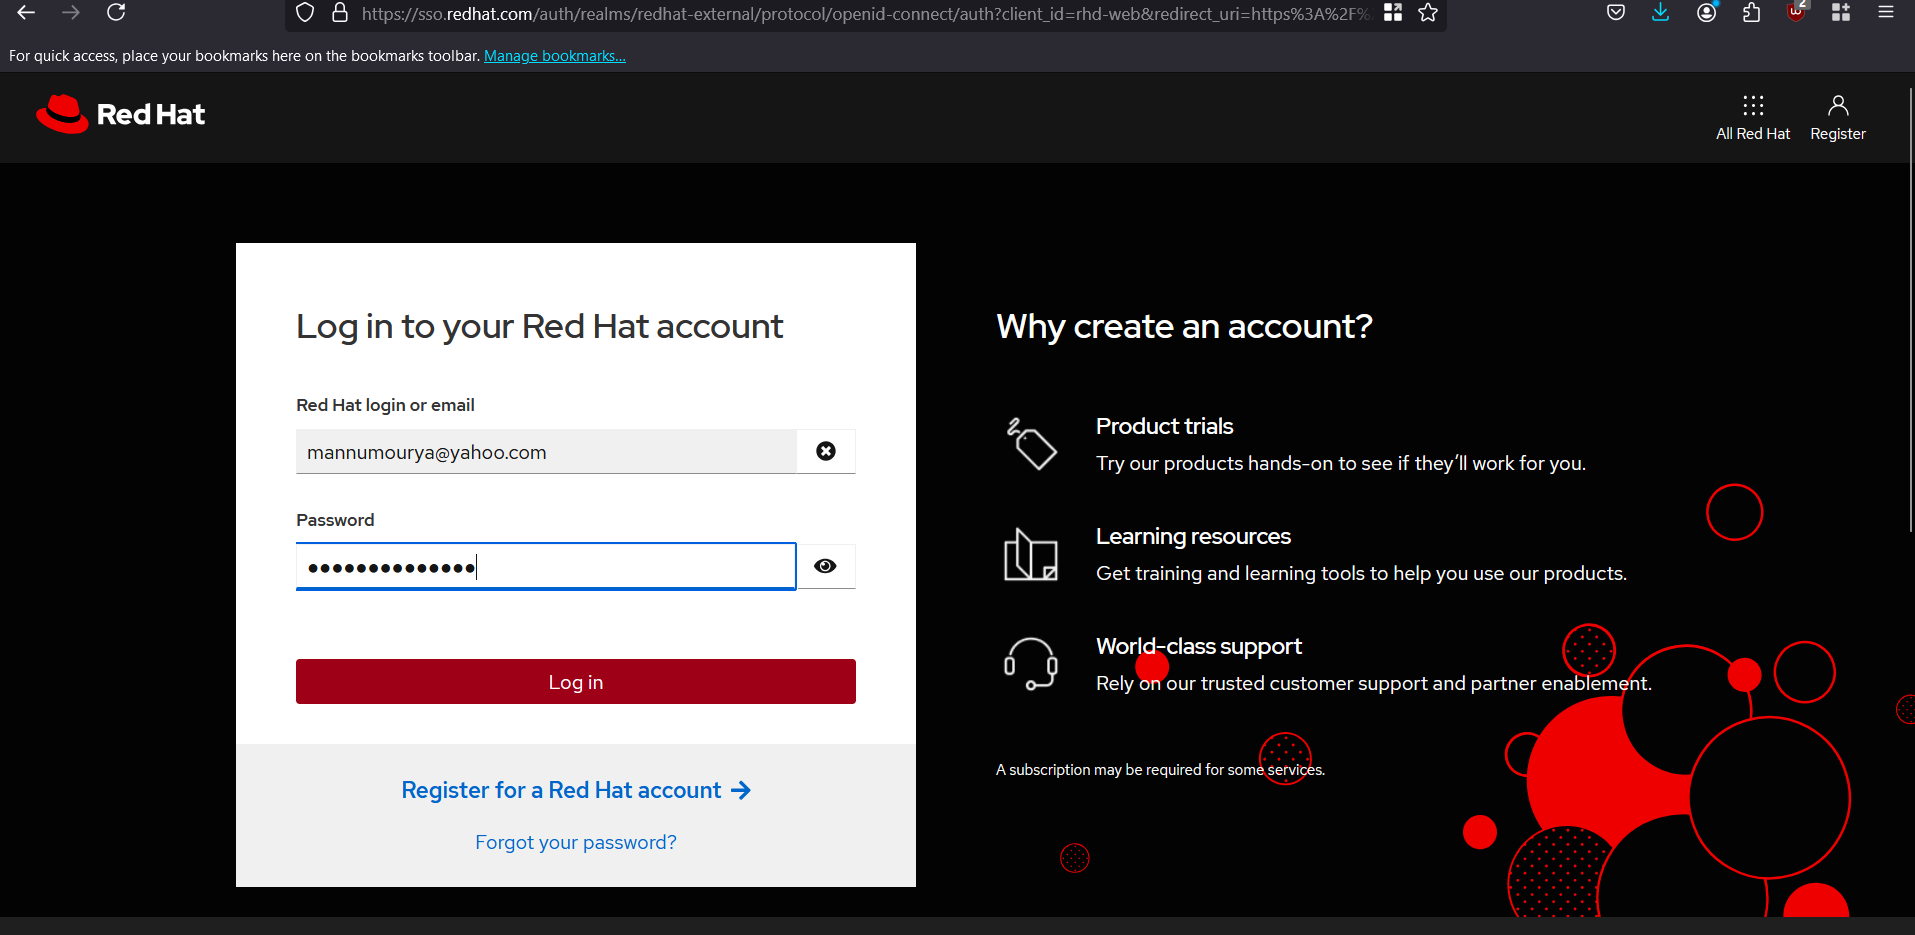 https://sso.redhat.com/auth/realms/redhat-external/protocol/openid-connect/auth?client_id=rhd-web&redirect_uri=https%3A%2F%
2
For quick access, place your bookmarks here on the bookmarks toolbar. Manage bookmarks...
Red Hat
All Red Hat
Register
Log in to your Red Hat account
Red Hat login or email
mannumourya@yahoo.com
Password
●●●●●●●●●●●●●●
Log in
Register for a Red Hat account
Forgot your password?
Why create an account?
Product trials
Try our products hands-on to see if they’ll work for you.
Learning resources
Get training and learning tools to help you use our products.
World-class support
Rely on our trusted customer support and partner enablement.
A subscription may be required for some services.